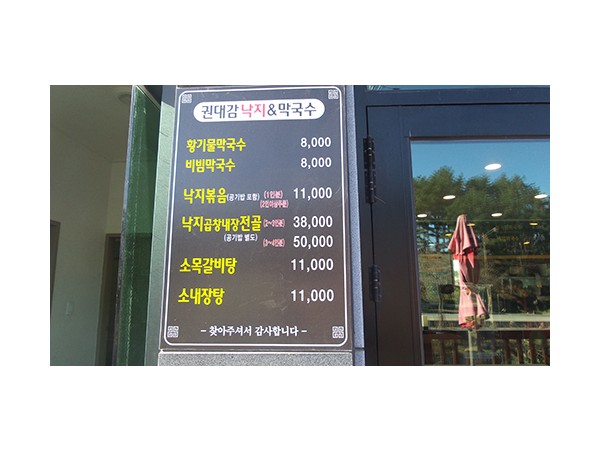 권대감 낙지&막국수
황기물막국수 8,000
비빔막국수 8,000
낙지볶음(공기밥 포함) (1인분) 11,000
(2인이상주문)
낙지곱창내장전골 (2~3인분) 38,000
(공기밥 별도) (3~4인분) 50,000
소목갈비탕 11,000
소내장탕 11,000
- 찾아주셔서 감사합니다 -